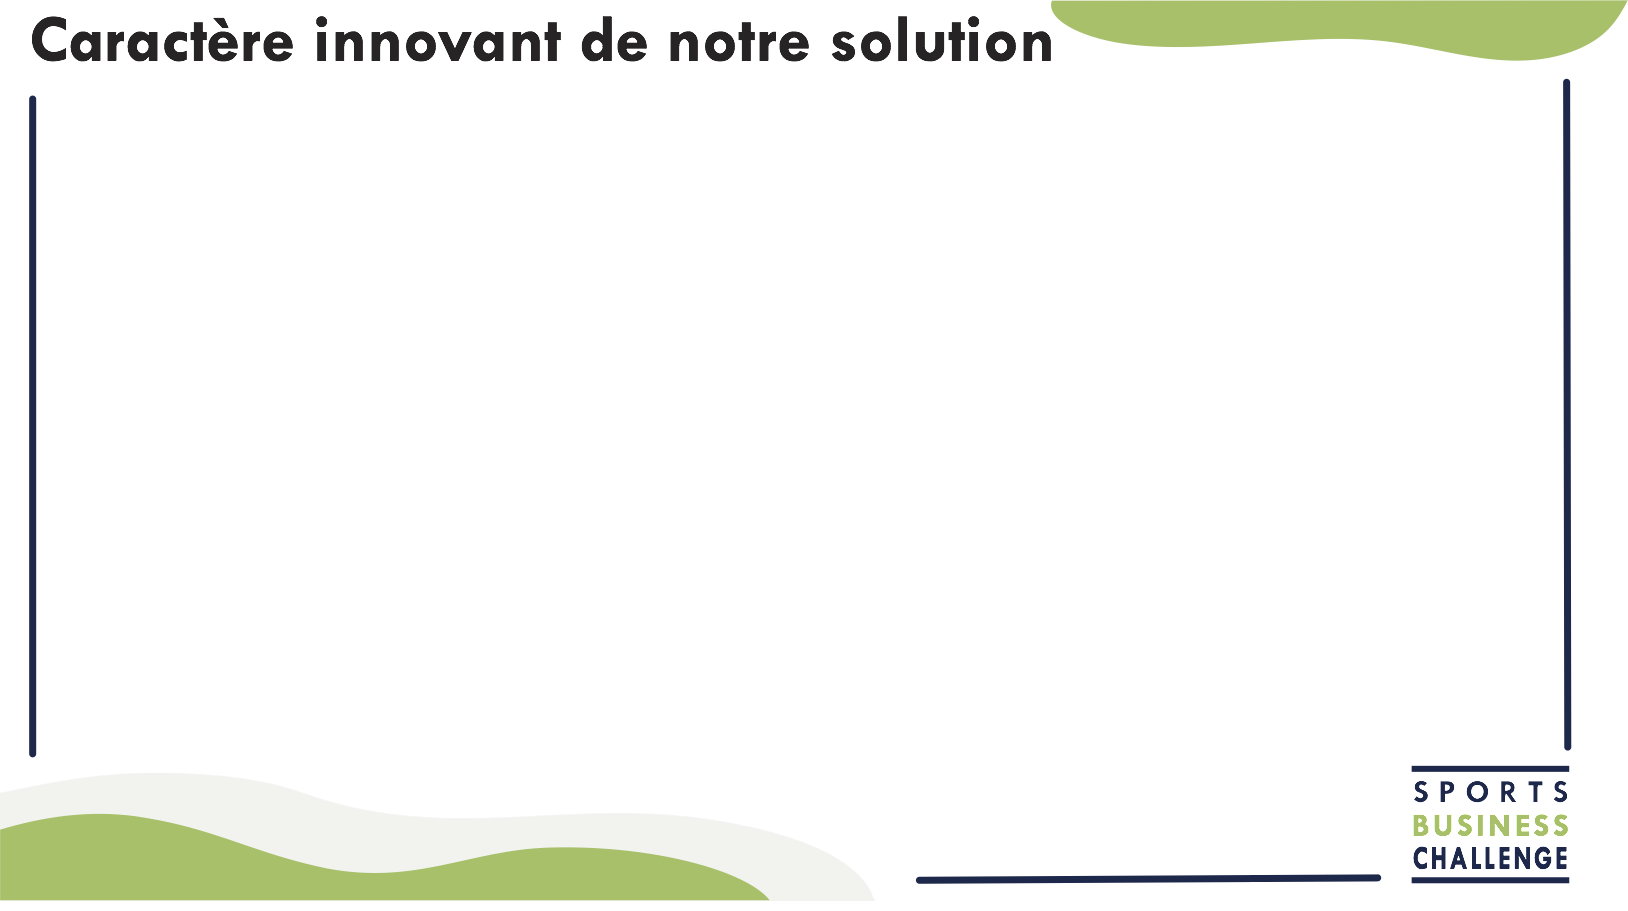 Caractère innovant de notre solution
SPORTS
BUSINESS
CHALLENGE